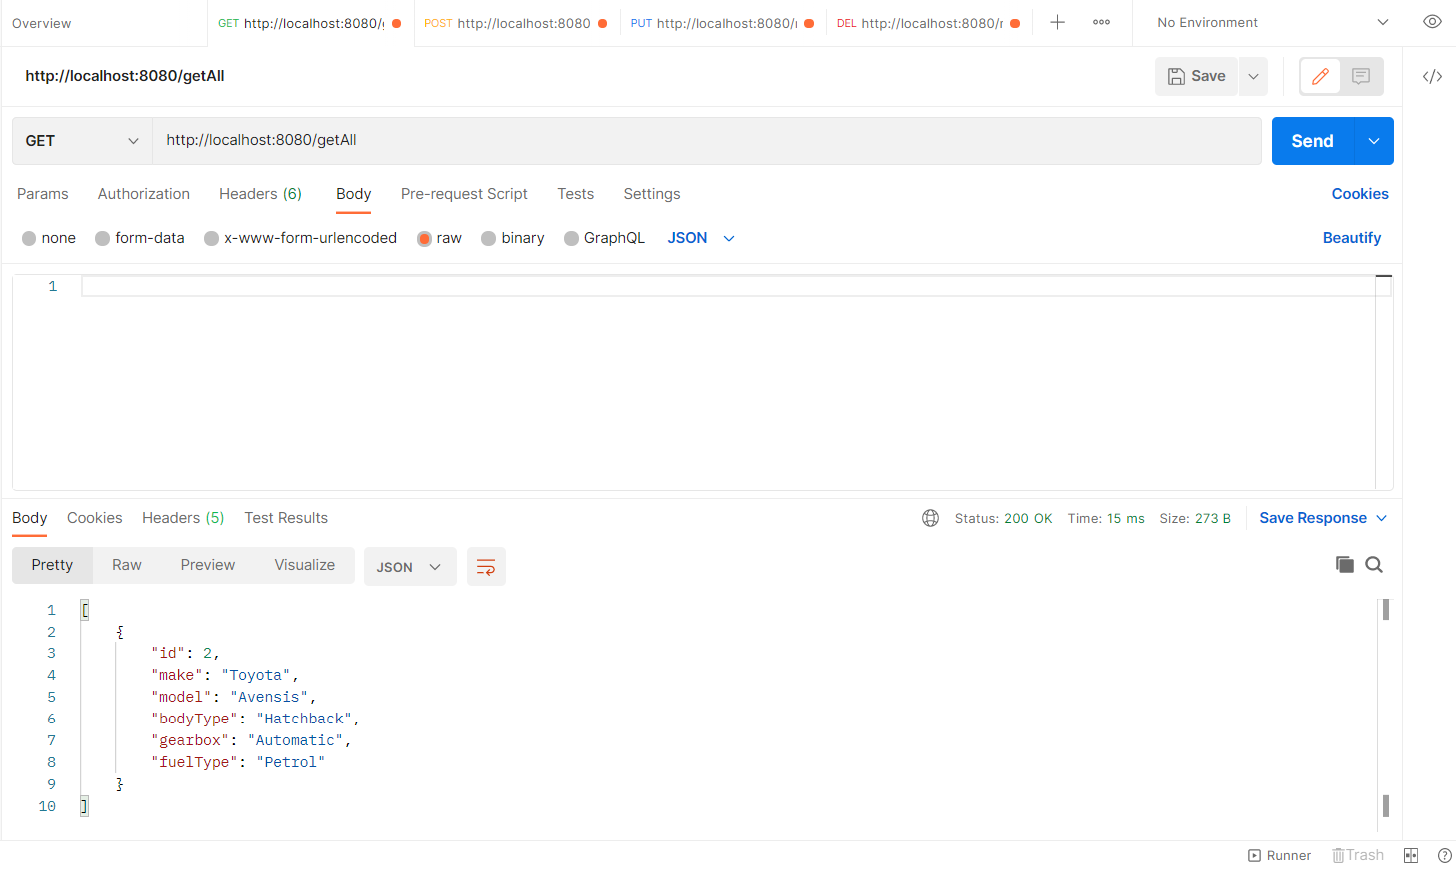 Overview GET http://localhost:8080/g POST http://localhost:8080 PUT http://localhost:8080/r DEL http://localhost:8080/r No Environment
http://localhost:8080/getAll Save
GET http://localhost:8080/getAll Send
Params Authorization Headers (6) Body Pre-request Script Tests Settings Cookies
none form-data x-www-form-urlencoded raw binary GraphQL JSON Beautify
1
Body Cookies Headers (5) Test Results Status: 200 OK Time: 15 ms Size: 273 B Save Response
Pretty Raw Preview Visualize JSON
1 [
2 {
3 "id": 2,
4 "make": "Toyota",
5 "model": "Avensis",
6 "bodyType": "Hatchback",
7 "gearbox": "Automatic",
8 "fuelType": "Petrol"
9 }
10 ]
Runner Trash